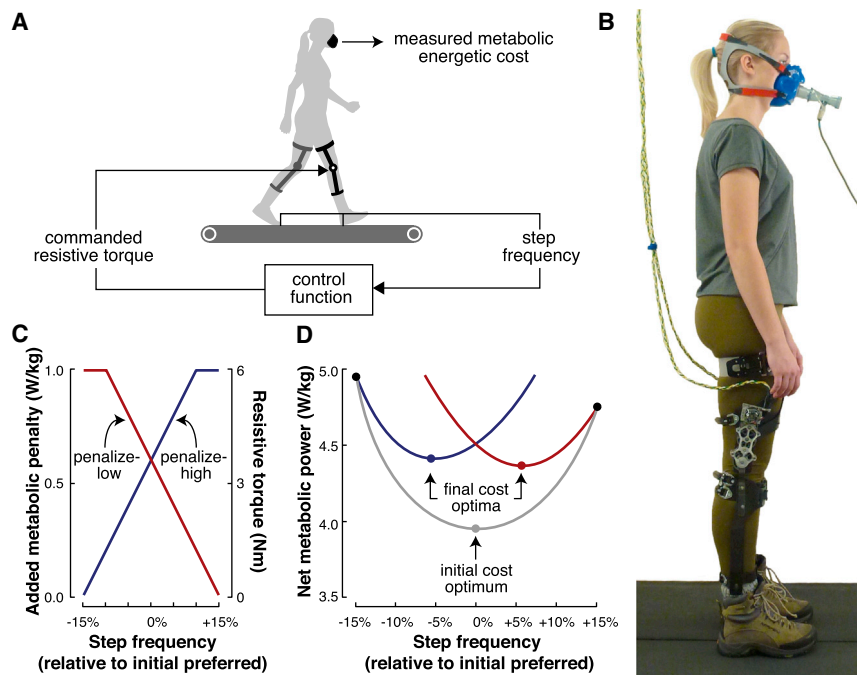 A
measured metabolic
energetic cost
commanded
resistive torque
step
frequency
control
function
B
C
Added metabolic penalty (W/kg)
1.0
0.5
0.0
penalize-
low
penalize-
high
6
3
0
Resistive torque (Nm)
-15%
0%
+15%
Step frequency
(relative to initial preferred)
D
Net metabolic power (W/kg)
5.0
4.5
4.0
3.5
final cost
optima
initial cost
optimum
-15%
-10%
-5%
0%
+5%
+10%
+15%
Step frequency
(relative to initial preferred)